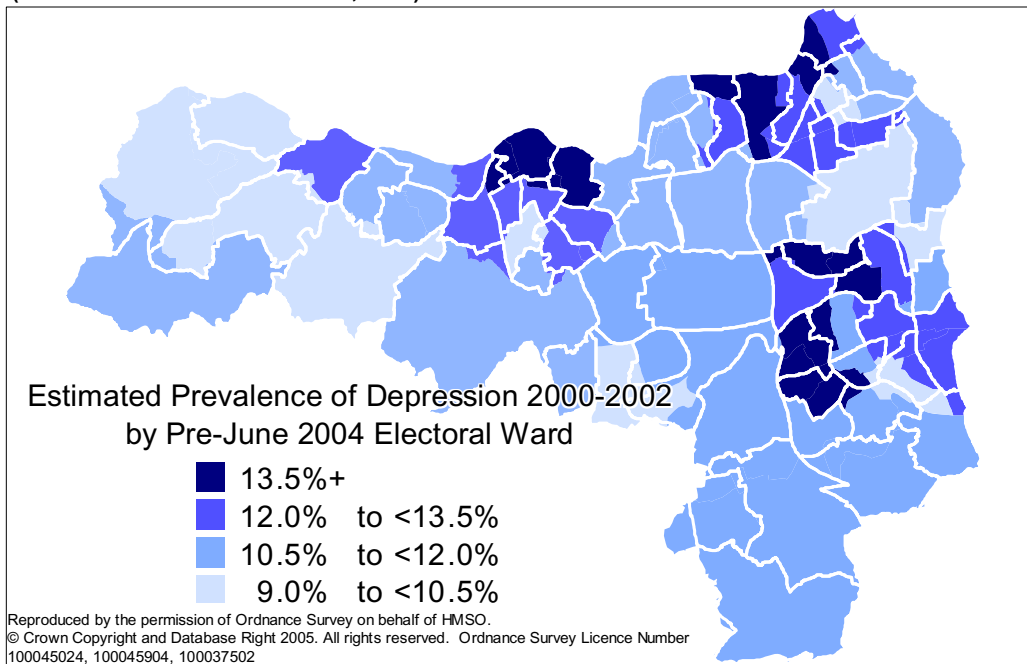 Estimated Prevalence of Depression 2000-2002
by Pre-June 2004 Electoral Ward
13.5%+
12.0% to <13.5%
10.5% to <12.0%
9.0% to <10.5%
Reproduced by the permission of Ordnance Survey on behalf of HMSO.
© Crown Copyright and Database Right 2005. All rights reserved. Ordnance Survey Licence Number
100045024, 100045904, 100037502